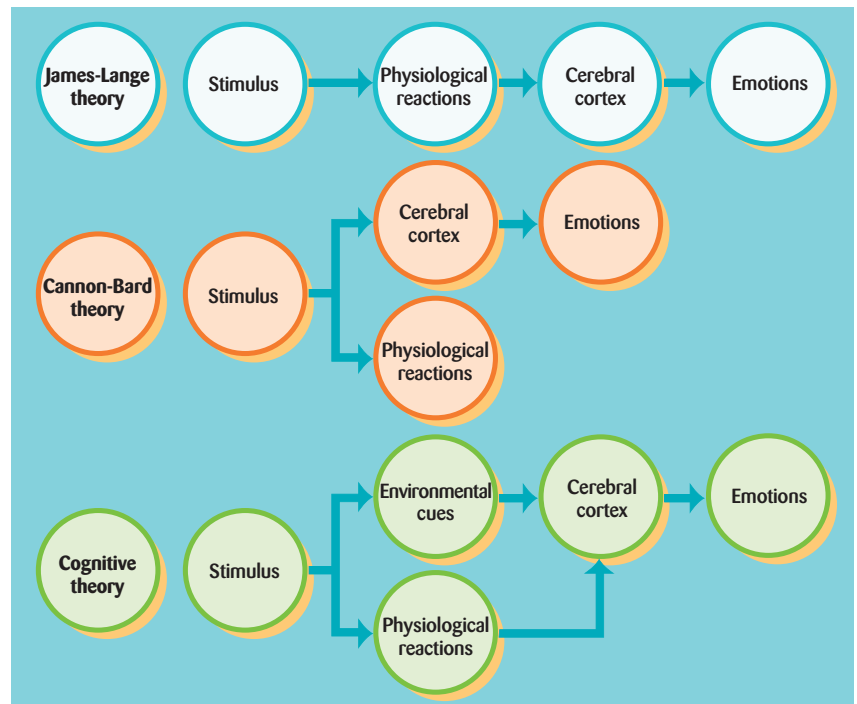 James-Lange
theory
Stimulus
Physiological
reactions
Cerebral
cortex
Emotions
Cannon-Bard
theory
Stimulus
Cerebral
cortex
Emotions
Physiological
reactions
Cognitive
theory
Stimulus
Environmental
cues
Cerebral
cortex
Emotions
Physiological
reactions